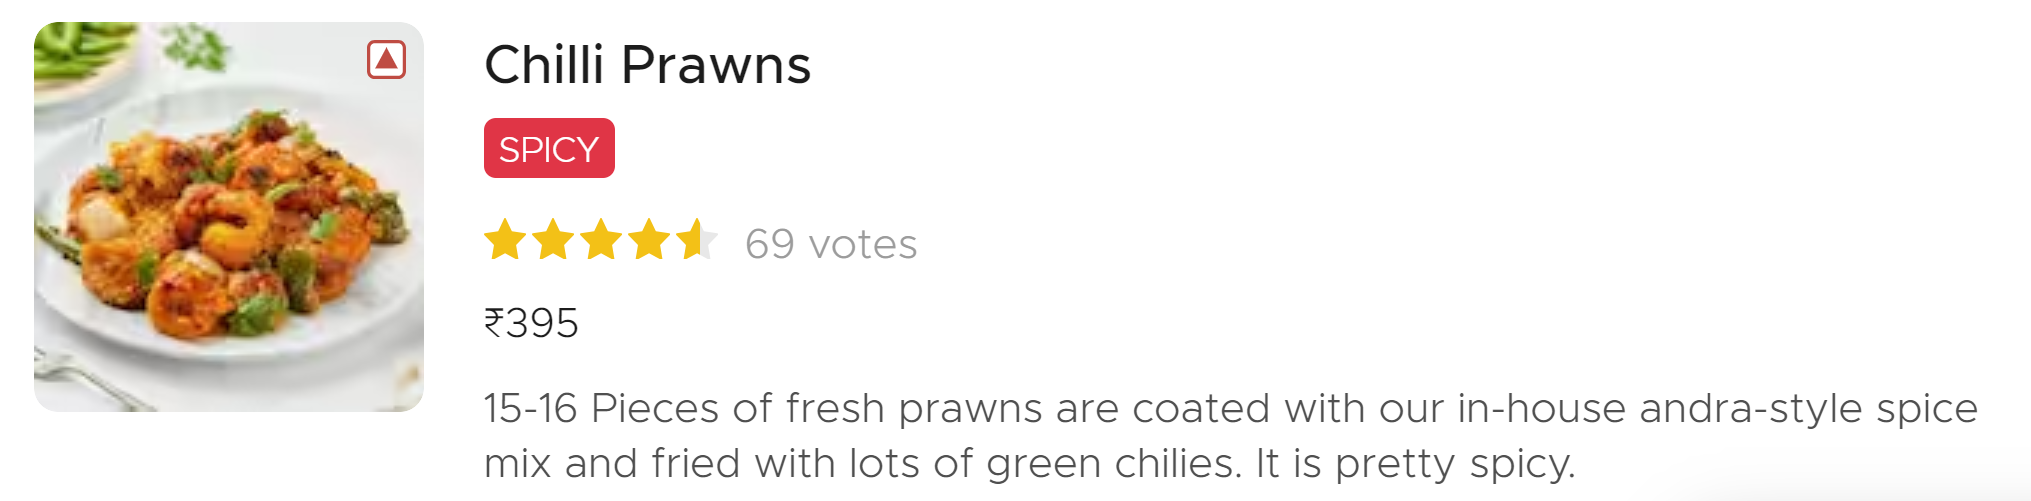 Chilli Prawns
SPICY
69 votes
₹395
15-16 Pieces of fresh prawns are coated with our in-house andra-style spice
mix and fried with lots of green chilies. It is pretty spicy.